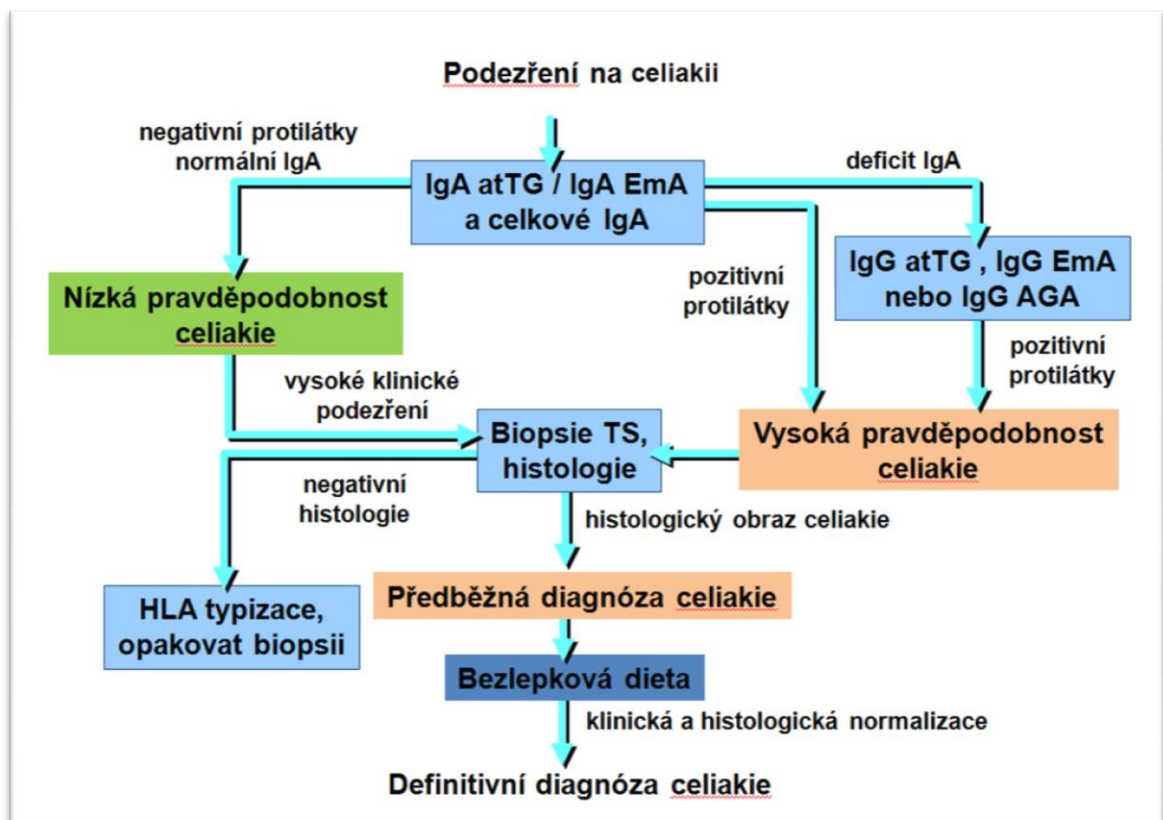 Podezření na celiakii
negativní protilátky
normální IgA
deficit IgA
IgA atTG / IgA EmA
a celkové IgA
IgG atTG , IgG EmA
nebo IgG AGA
pozitivní
protilátky
Nízká pravděpodobnost
celiakie
pozitivní
protilátky
vysoké klinické
podezření
Biopsie TS,
histologie
Vysoká pravděpodobnost
celiakie
negativní
histologie
histologický obraz celiakie
HLA typizace,
opakovat biopsii
Předběžná diagnóza celiakie
Bezlepková dieta
klinická a histologická normalizace
Definitivní diagnóza celiakie